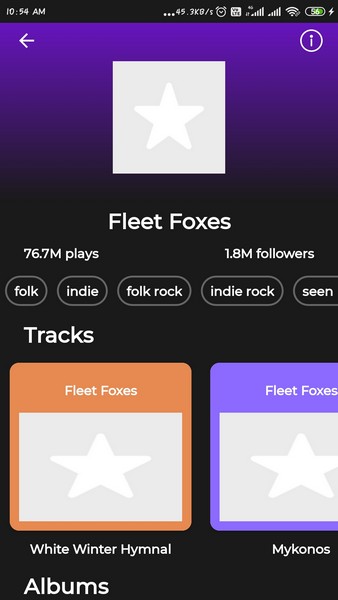 10:54 AM ...45.3KB/s 4G 56
Fleet Foxes
76.7M plays 1.8M followers
folk indie folk rock indie rock seen
Tracks
Fleet Foxes Fleet Foxes
White Winter Hymnal Mykonos
Albums